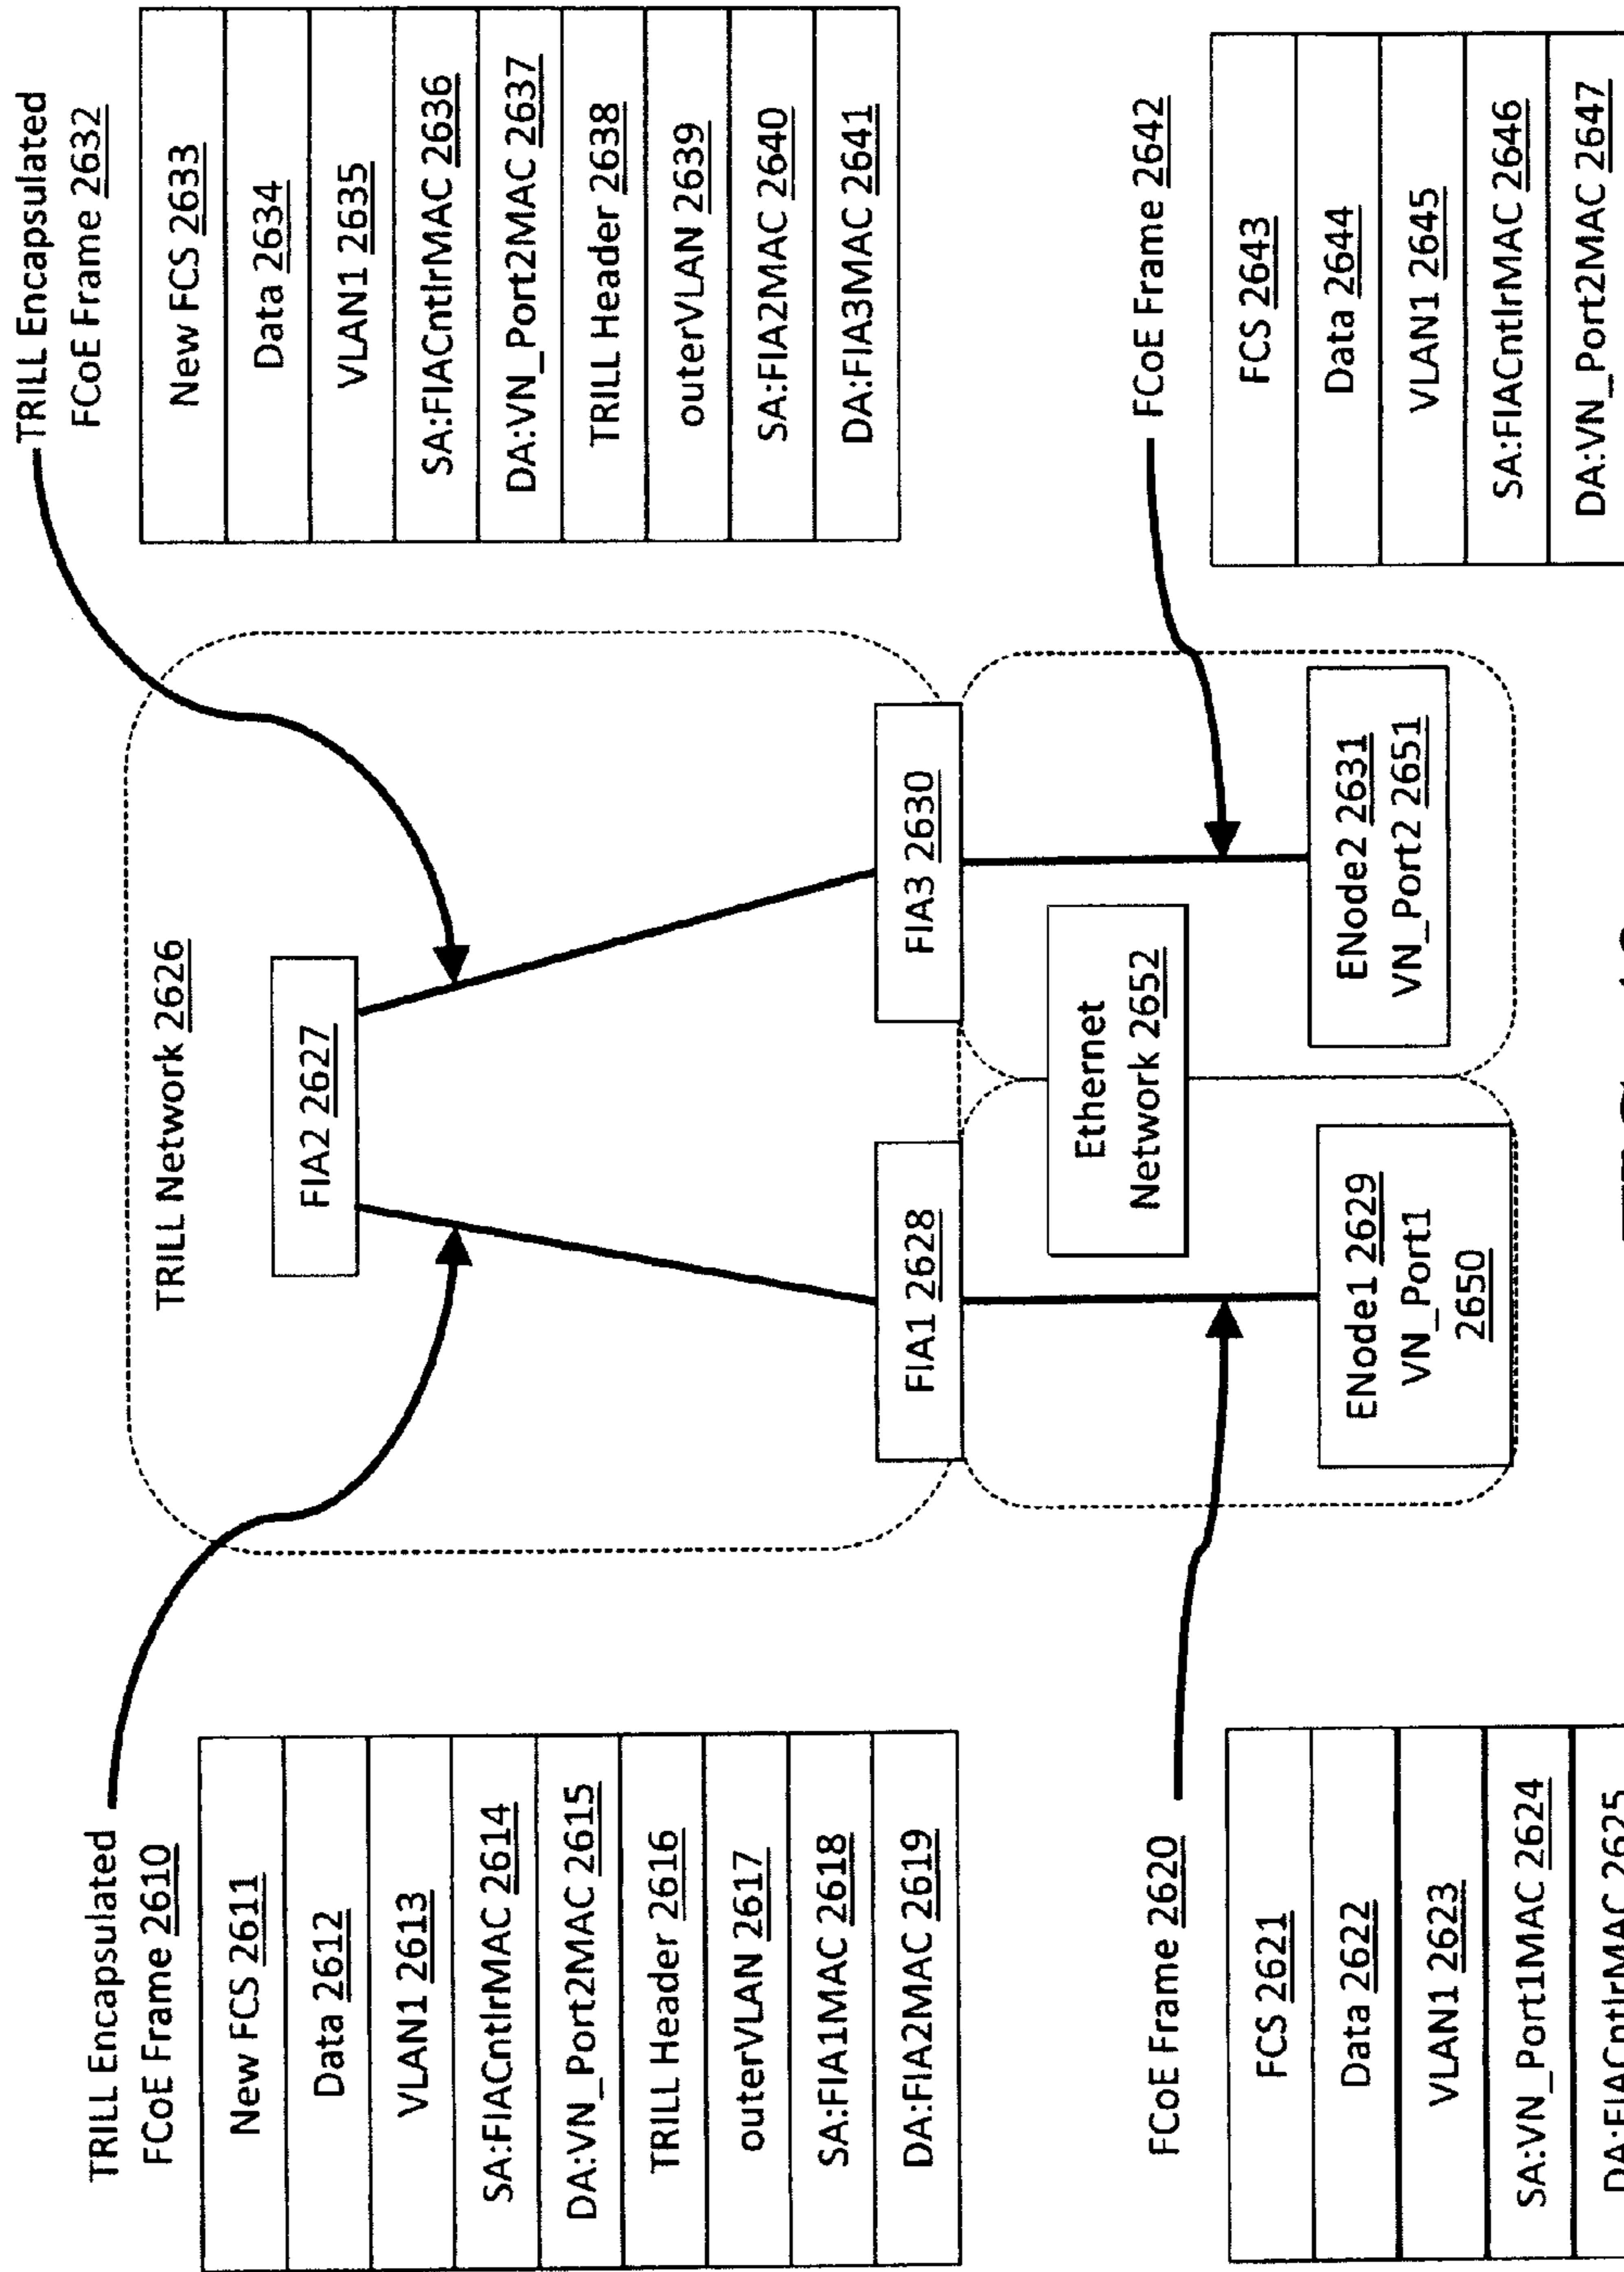 TRILL Encapsulated
FCoE Frame 2610
New FCS 2611
Data 2612
VLAN1 2613
SA:FIACntlrMAC 2614
DA:VN_Port2MAC 2615
TRILL Header 2616
outerVLAN 2617
SA:FIA1MAC 2618
DA:FIA2MAC 2619
FCoE Frame 2620
FCS 2621
Data 2622
VLAN1 2623
SA:VN_Port1MAC 2624
DA:FIACntlrMAC 2625
TRILL Network 2626
FIA2 2627
FIA1 2628
FIA3 2630
Ethernet
Network 2652
ENode1 2629
VN_Port1
2650
ENode2 2631
VN_Port2 2651
TRILL Encapsulated
FCoE Frame 2632
New FCS 2633
Data 2634
VLAN1 2635
SA:FIACntlrMAC 2636
DA:VN_Port2MAC 2637
TRILL Header 2638
outerVLAN 2639
SA:FIA2MAC 2640
DA:FIA3MAC 2641
FCoE Frame 2642
FCS 2643
Data 2644
VLAN1 2645
SA:FIACntlrMAC 2646
DA:VN_Port2MAC 2647